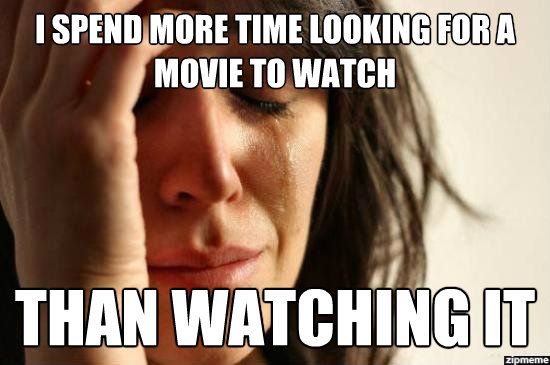 I SPEND MORE TIME LOOKING FOR A
MOVIE TO WATCH
THAN WATCHING IT
zipmeme